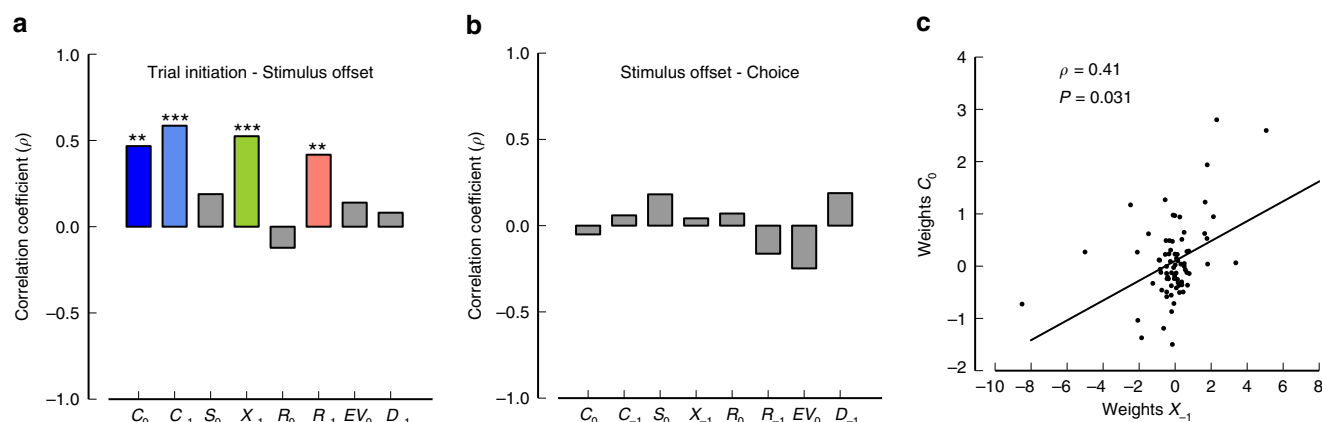 a
Trial initiation - Stimulus offset
Correlation coefficient (ρ)
1.0
0.5
0.0
−0.5
−1.0
** *** *** **
C₀ C₋₁ S₀ X₋₁ R₀ R₋₁ EV₀ D₋₁
b
Stimulus offset - Choice
Correlation coefficient (ρ)
1.0
0.5
0.0
−0.5
−1.0
C₀ C₋₁ S₀ X₋₁ R₀ R₋₁ EV₀ D₋₁
c
ρ = 0.41
P = 0.031
Weights C₀
4
3
2
1
0
−1
−2
−10 −8 −6 −4 −2 0 2 4 6 8
Weights X₋₁